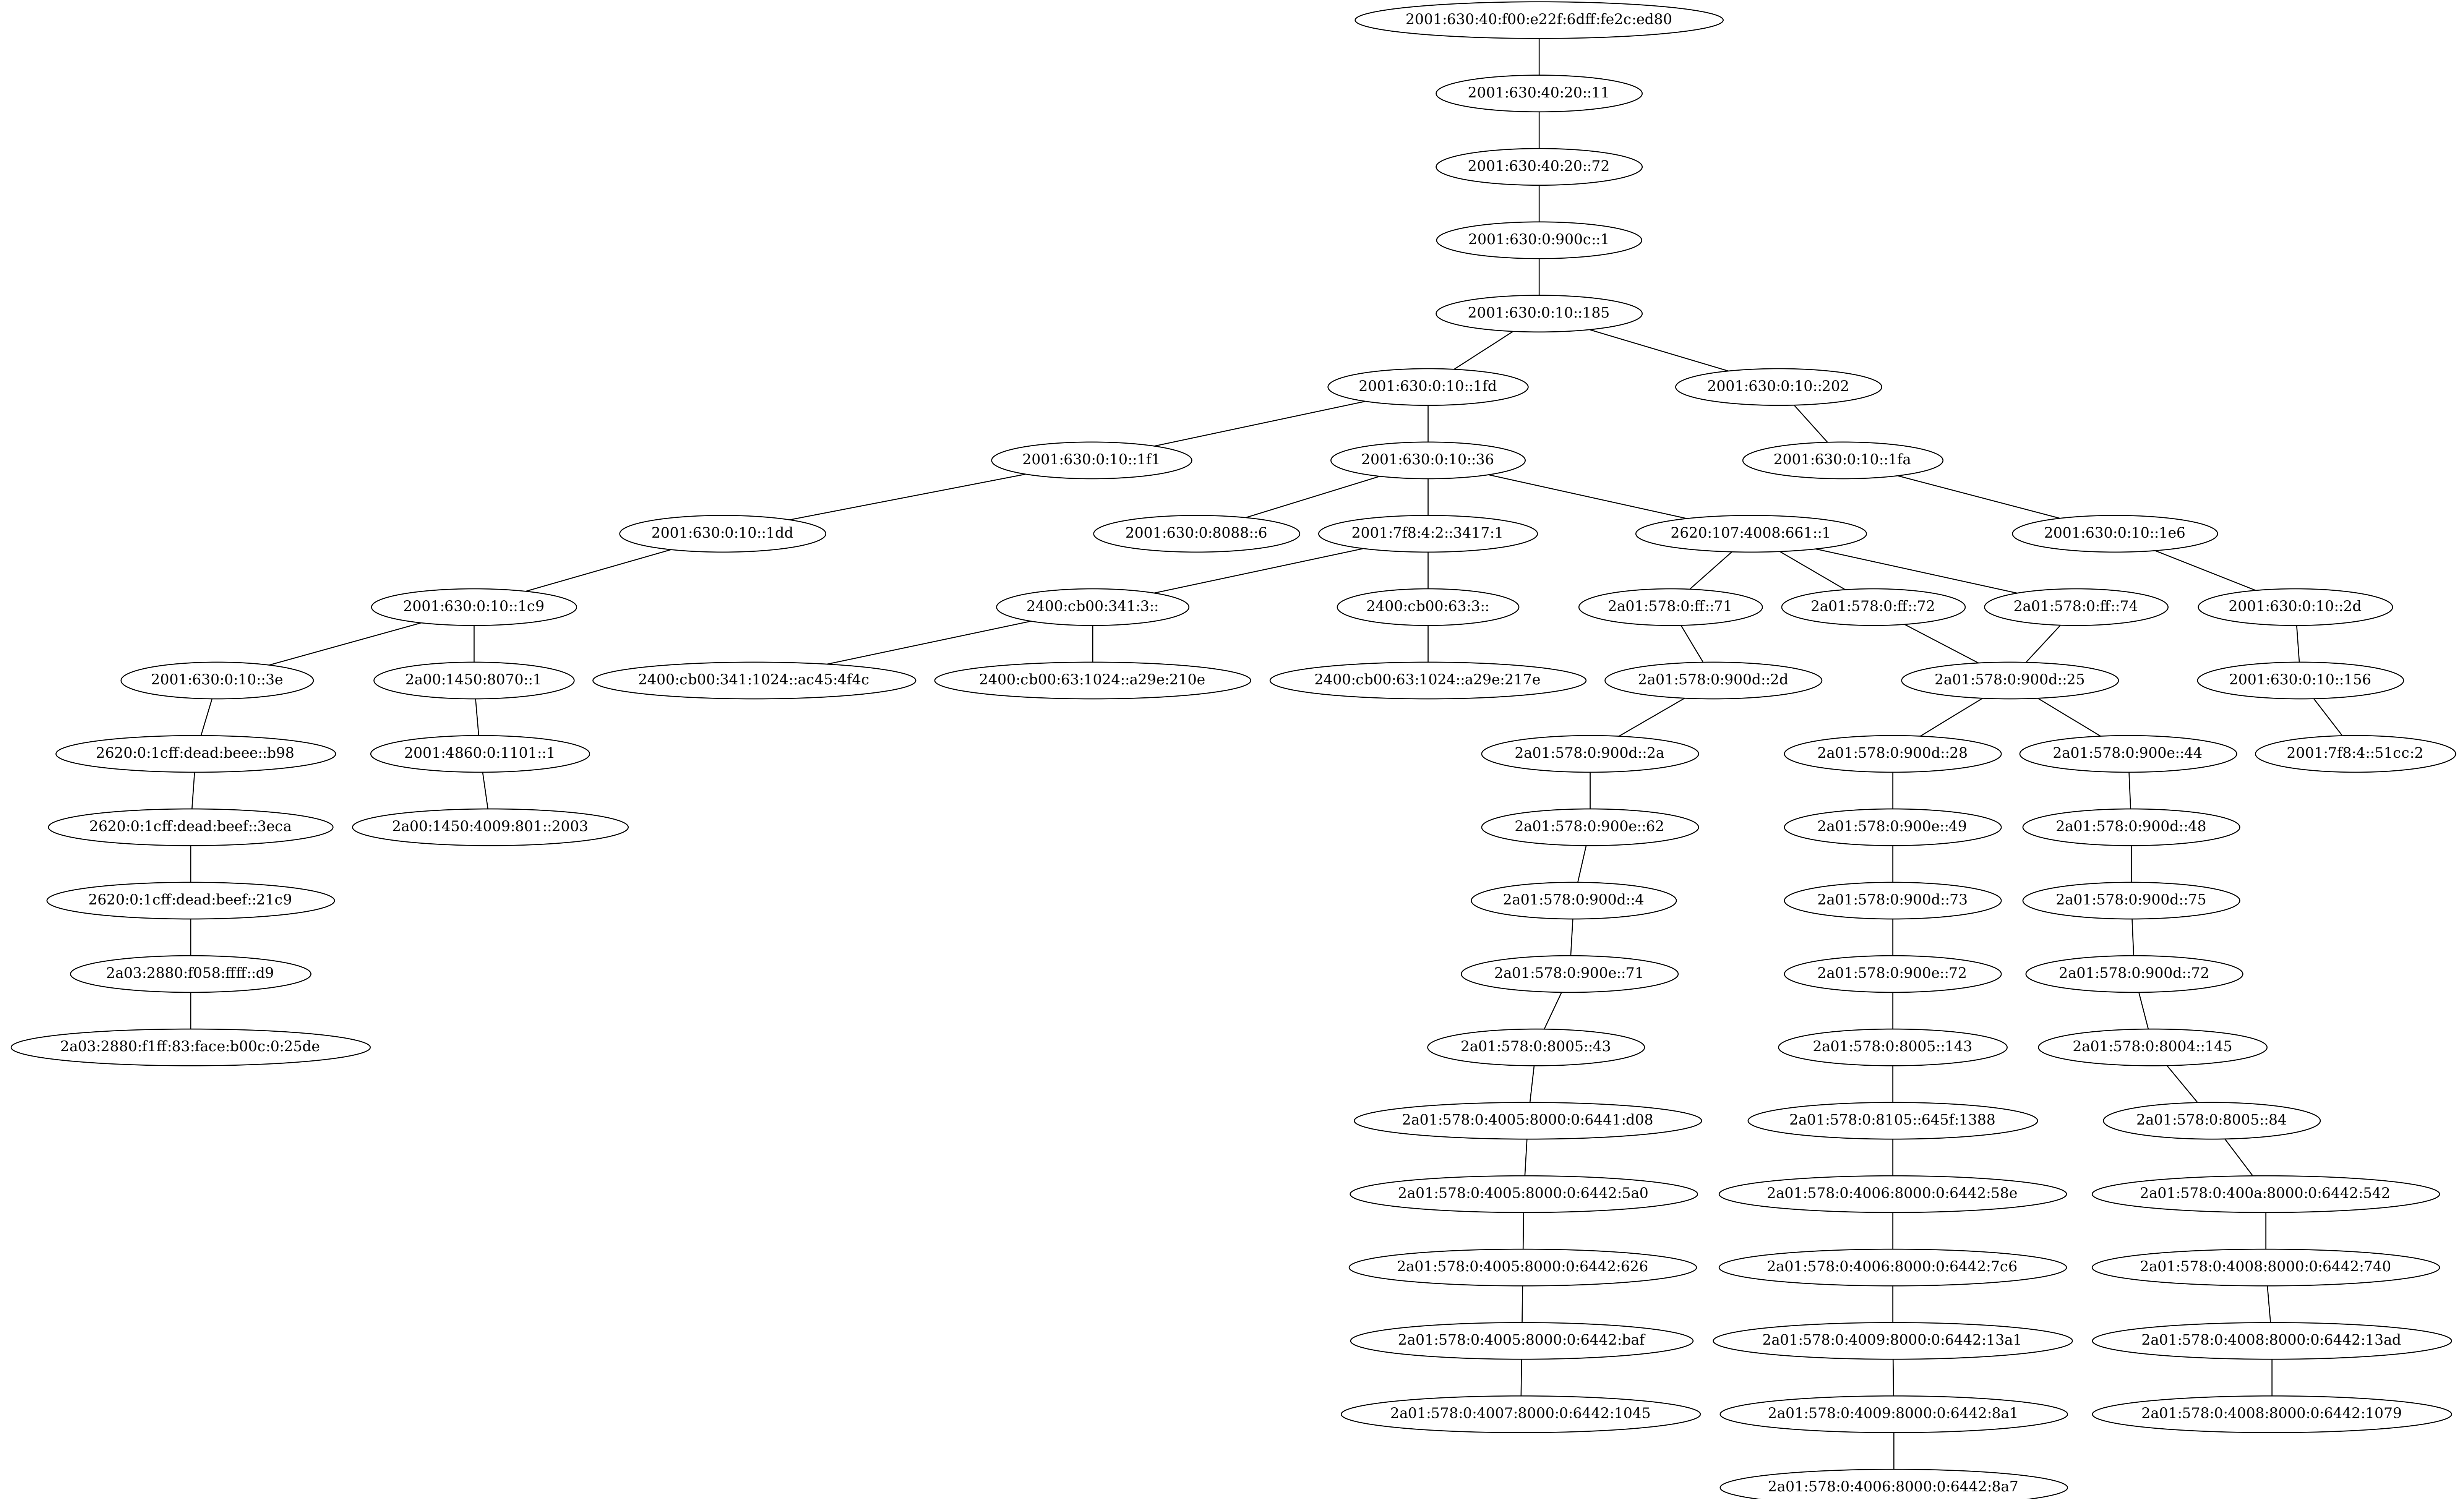 2001:630:40:f00:e22f:6dff:fe2c:ed80
2001:630:40:20::11
2001:630:40:20::72
2001:630:0:900c::1
2001:630:0:10::185
2001:630:0:10::1fd
2001:630:0:10::202
2001:630:0:10::1f1
2001:630:0:10::36
2001:630:0:10::1fa
2001:630:0:10::1dd
2001:630:0:8088::6
2001:7f8:4:2::3417:1
2620:107:4008:661::1
2001:630:0:10::1e6
2001:630:0:10::1c9
2400:cb00:341:3::
2400:cb00:63:3::
2a01:578:0:ff::71
2a01:578:0:ff::72
2a01:578:0:ff::74
2001:630:0:10::2d
2001:630:0:10::3e
2a00:1450:8070::1
2400:cb00:341:1024::ac45:4f4c
2400:cb00:63:1024::a29e:210e
2400:cb00:63:1024::a29e:217e
2a01:578:0:900d::2d
2a01:578:0:900d::25
2001:630:0:10::156
2620:0:1cff:dead:beee::b98
2001:4860:0:1101::1
2a01:578:0:900d::2a
2a01:578:0:900d::28
2a01:578:0:900e::44
2001:7f8:4::51cc:2
2620:0:1cff:dead:beef::3eca
2a00:1450:4009:801::2003
2a01:578:0:900e::62
2a01:578:0:900e::49
2a01:578:0:900d::48
2620:0:1cff:dead:beef::21c9
2a01:578:0:900d::4
2a01:578:0:900d::73
2a01:578:0:900d::75
2a03:2880:f058:ffff::d9
2a01:578:0:900e::71
2a01:578:0:900e::72
2a01:578:0:900d::72
2a03:2880:f1ff:83:face:b00c:0:25de
2a01:578:0:8005::43
2a01:578:0:8005::143
2a01:578:0:8004::145
2a01:578:0:4005:8000:0:6441:d08
2a01:578:0:8105::645f:1388
2a01:578:0:8005::84
2a01:578:0:4005:8000:0:6442:5a0
2a01:578:0:4006:8000:0:6442:58e
2a01:578:0:400a:8000:0:6442:542
2a01:578:0:4005:8000:0:6442:626
2a01:578:0:4006:8000:0:6442:7c6
2a01:578:0:4008:8000:0:6442:740
2a01:578:0:4005:8000:0:6442:baf
2a01:578:0:4009:8000:0:6442:13a1
2a01:578:0:4008:8000:0:6442:13ad
2a01:578:0:4007:8000:0:6442:1045
2a01:578:0:4009:8000:0:6442:8a1
2a01:578:0:4008:8000:0:6442:1079
2a01:578:0:4006:8000:0:6442:8a7